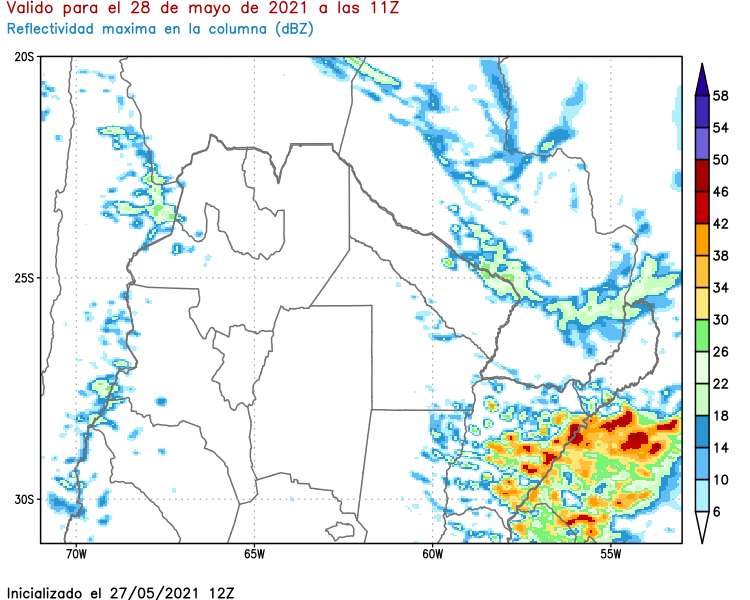 Valido para el 28 de mayo de 2021 a las 11Z
Reflectividad maxima en la columna (dBZ)
20S
25S
30S
70W
65W
60W
55W
58
54
50
46
42
38
34
30
26
22
18
14
10
6
Inicializado el 27/05/2021 12Z